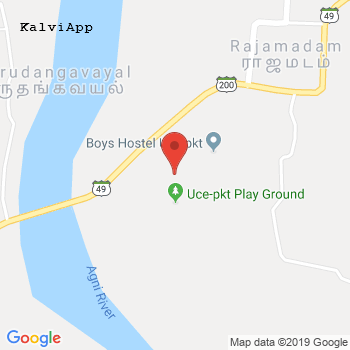 49
KalviApp
Rajamadam
ராஜமடம்
rudangavayal
ருதங்கவயல்
200
Boys Hostel pkt
49
Uce-pkt Play Ground
Agni River
Google
Map data ©2019 Google